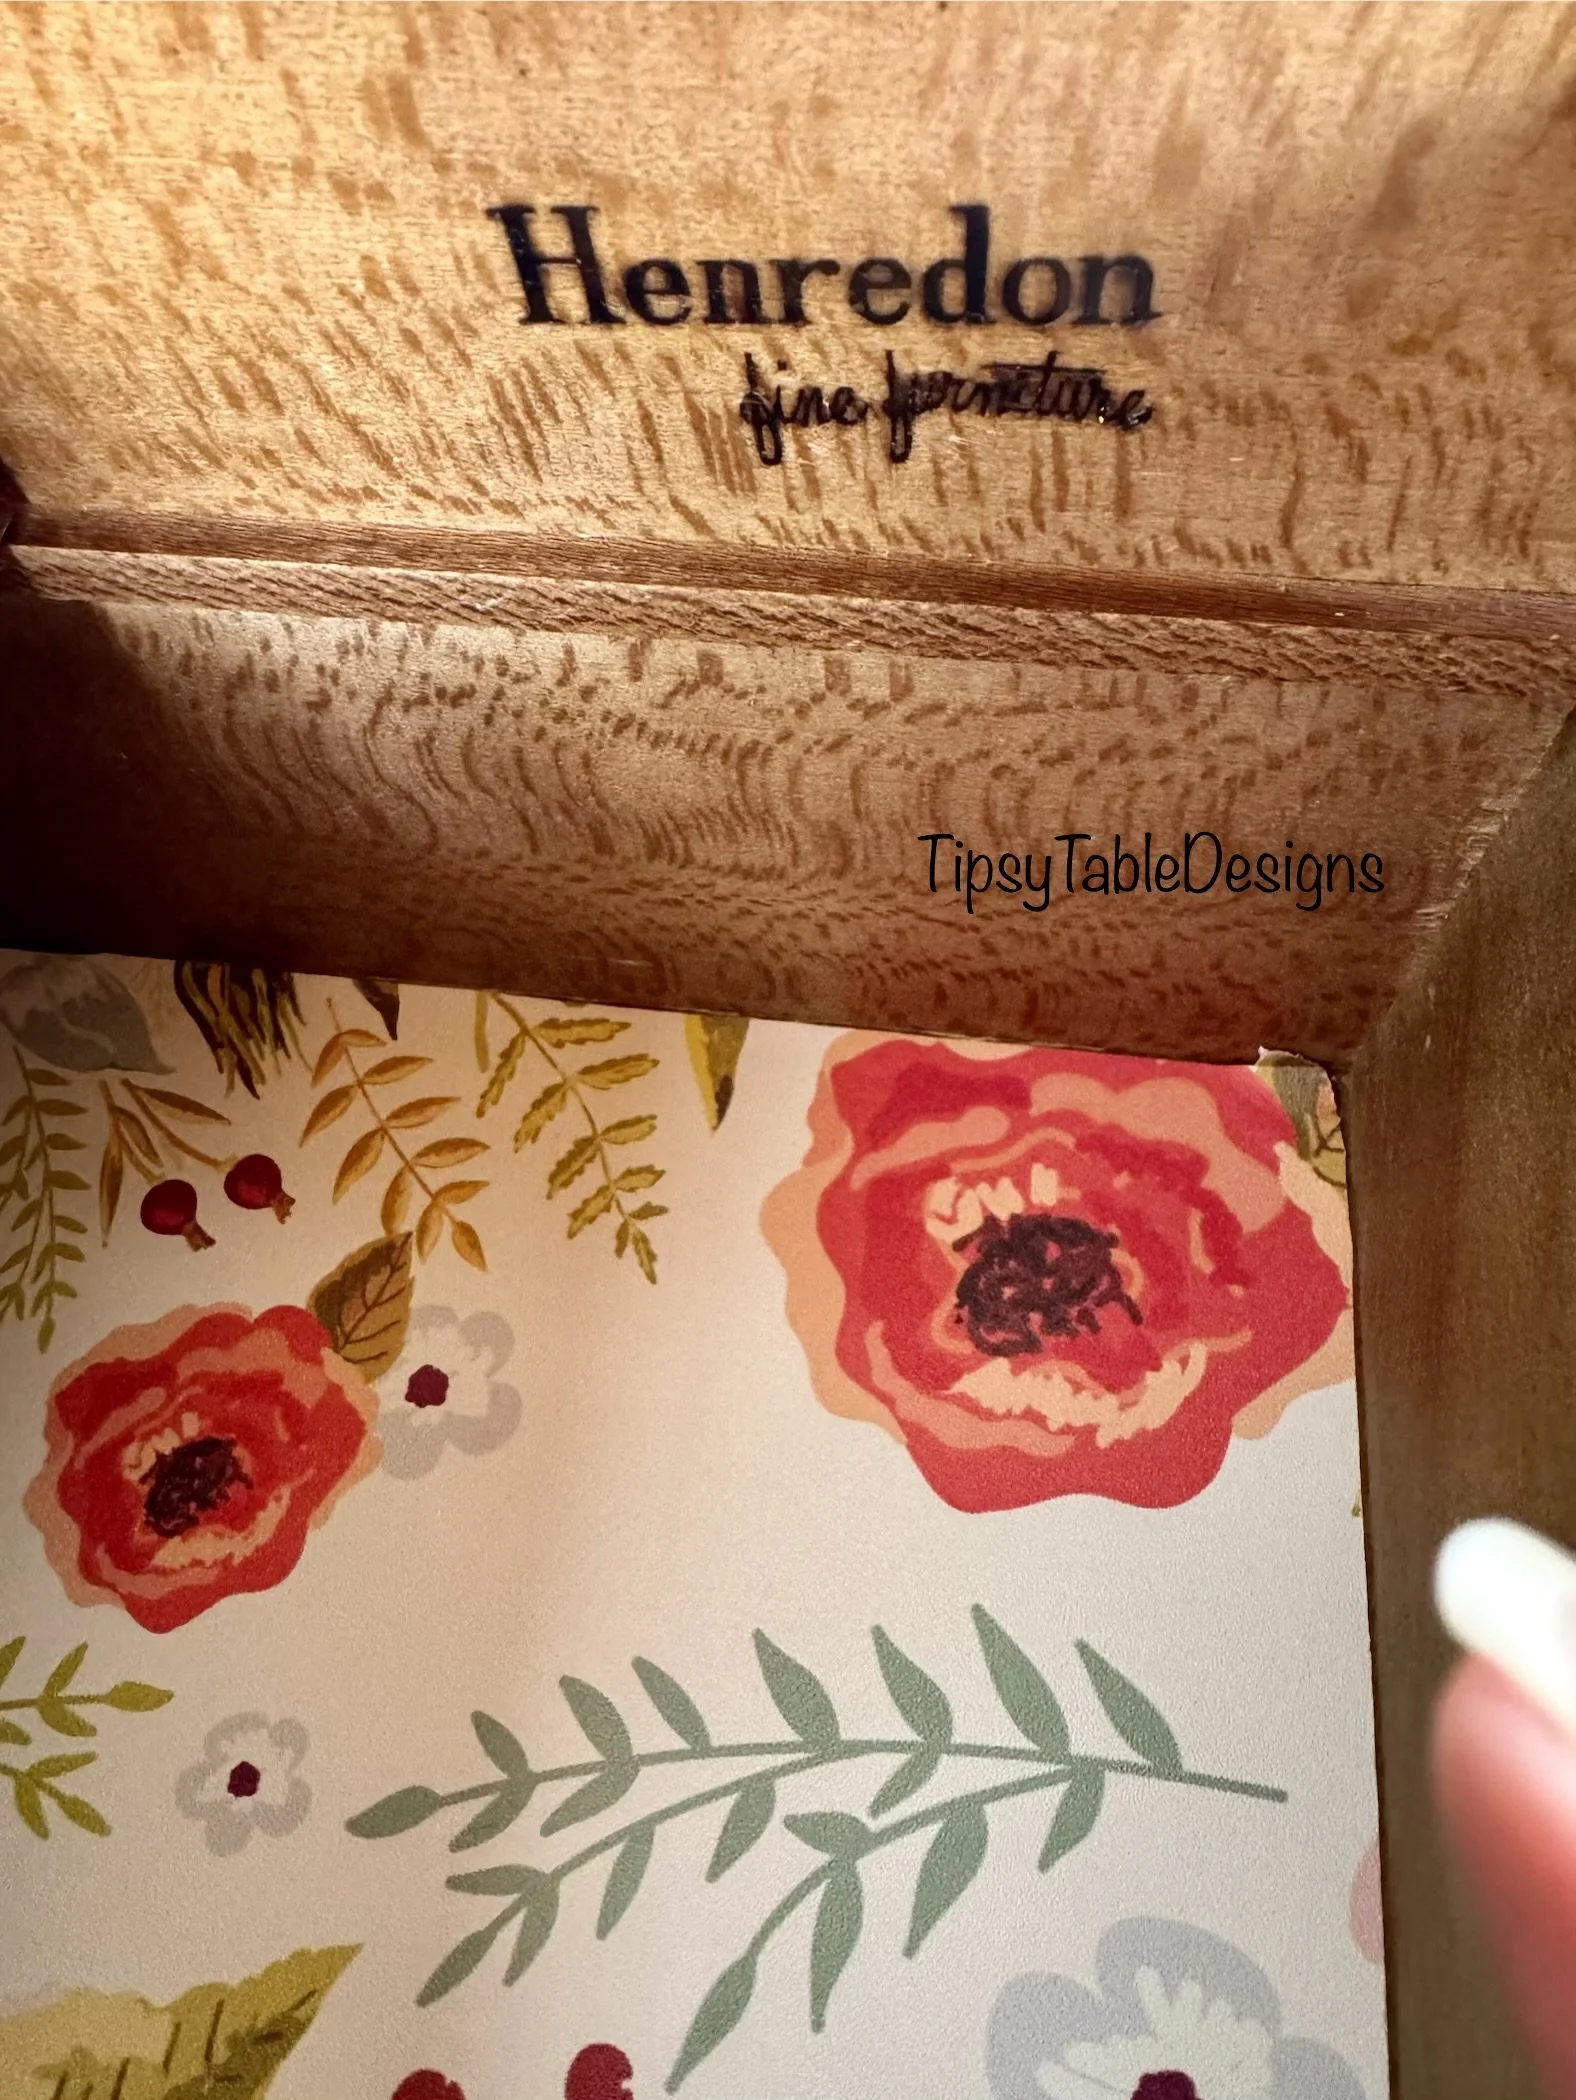 Henredon
fine furniture
TipsyTableDesigns